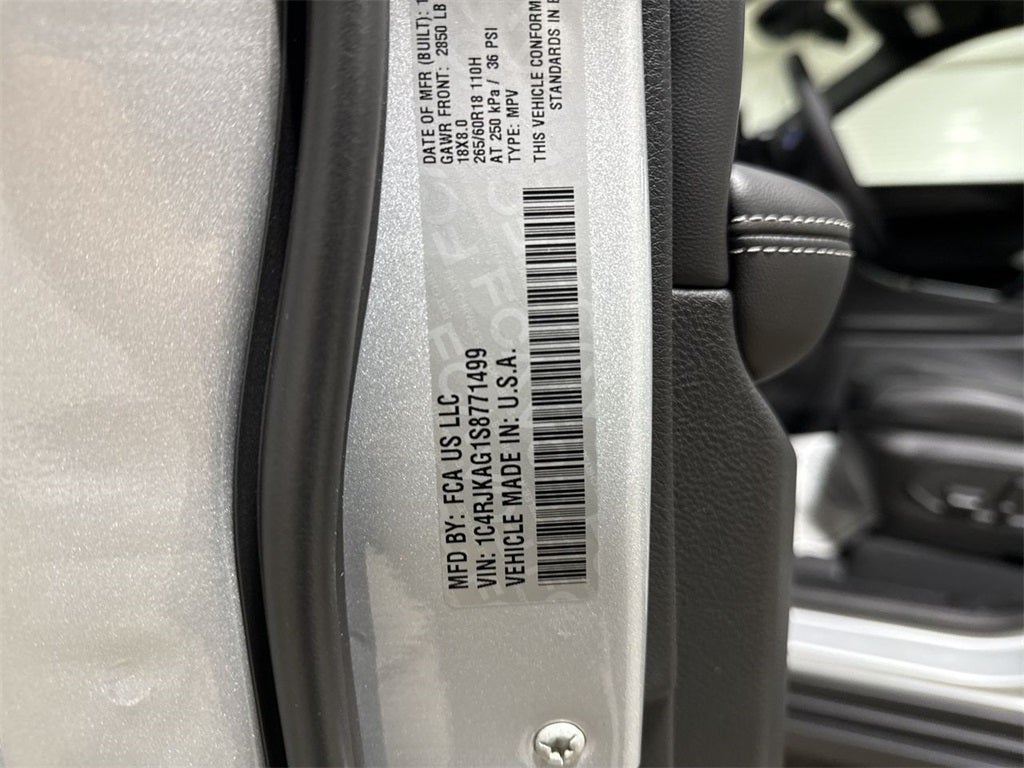 MFD BY: FCA US LLC
VIN: 1C4RJKAG1S8771499
VEHICLE MADE IN: U.S.A.
DATE OF MFR (BUILT):
GAWR FRONT: 2850 LB
18X8.0
265/60R18 110H
AT 250 kPa / 36 PSI
TYPE: MPV
THIS VEHICLE CONFORM
STANDARDS IN